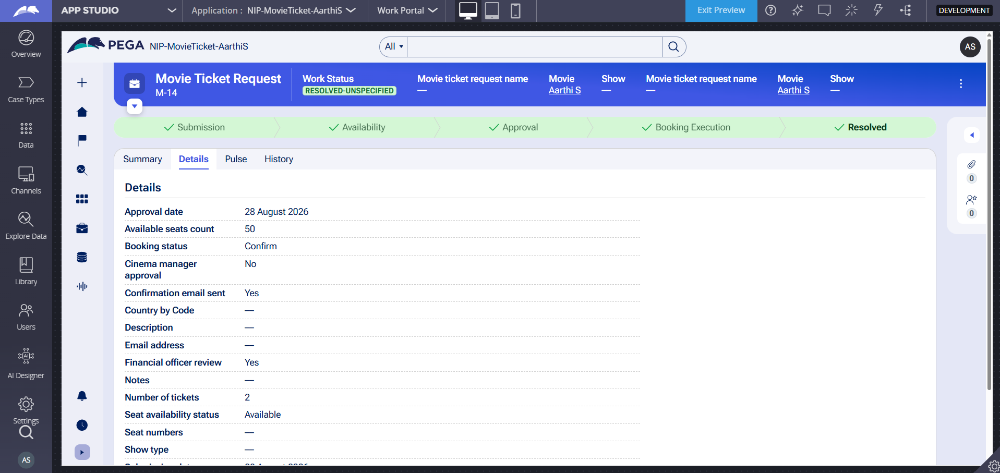 APP STUDIO
Application : NIP-MovieTicket-AarthiS
Work Portal
Exit Preview
DEVELOPMENT
Overview
Case Types
Data
Channels
Explore Data
Library
Users
AI
AI Designer
Settings
AS
PEGA NIP-MovieTicket-AarthiS
All
AS
Movie Ticket Request
M-14
Work Status
RESOLVED-UNSPECIFIED
Movie ticket request name
—
Movie
Aarthi S
Show
—
Movie ticket request name
—
Movie
Aarthi S
Show
—
Submission
Availability
Approval
Booking Execution
Resolved
Summary
Details
Pulse
History
0
0
Details
Approval date 28 August 2026
Available seats count 50
Booking status Confirm
Cinema manager
approval No
Confirmation email sent Yes
Country by Code —
Description —
Email address —
Financial officer review Yes
Notes —
Number of tickets 2
Seat availability status Available
Seat numbers —
Show type —